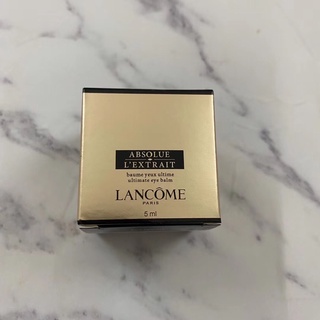 ABSOLUE
L'EXTRAIT
baume yeux ultime
ultimate eye balm
LANCÔME
PARIS
5 ml